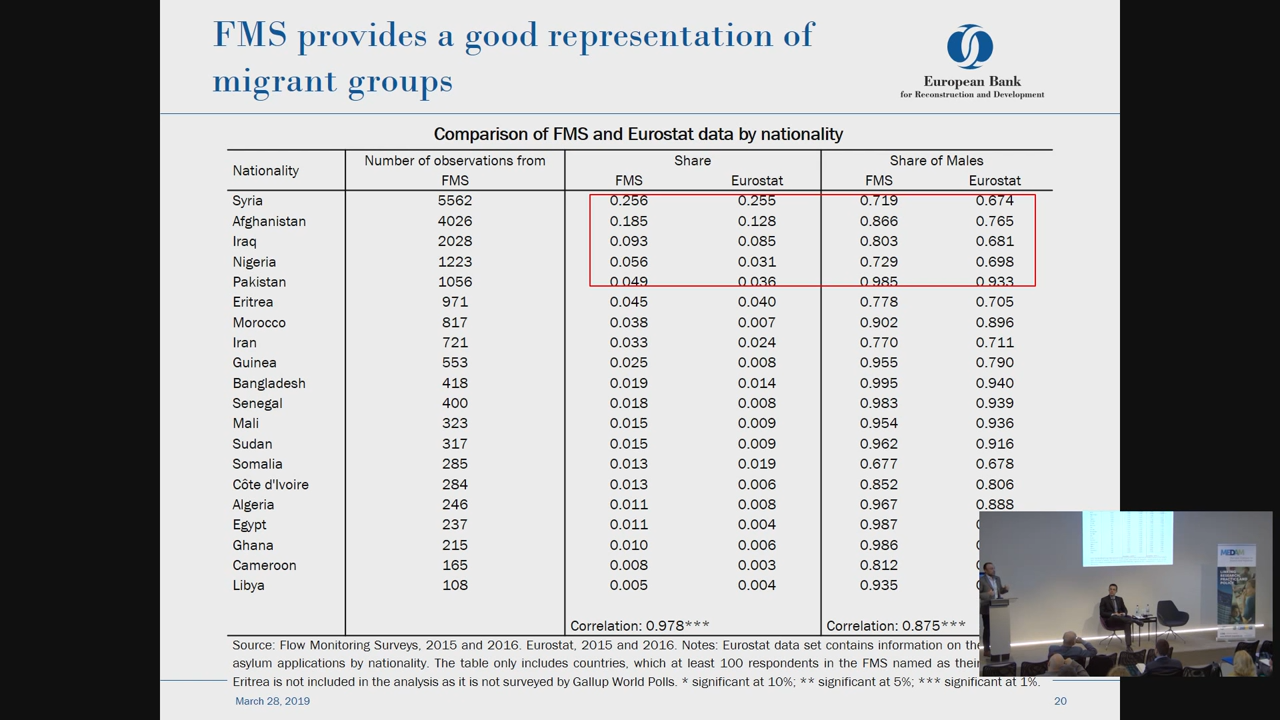 FMS provides a good representation of
migrant groups
European Bank
for Reconstruction and Development
Comparison of FMS and Eurostat data by nationality
Nationality Number of observations from FMS Share Share of Males
FMS Eurostat FMS Eurostat
Syria 5562 0.256 0.255 0.719 0.674
Afghanistan 4026 0.185 0.128 0.866 0.765
Iraq 2028 0.093 0.085 0.803 0.681
Nigeria 1223 0.056 0.031 0.729 0.698
Pakistan 1056 0.049 0.036 0.985 0.933
Eritrea 971 0.045 0.040 0.778 0.705
Morocco 817 0.038 0.007 0.902 0.896
Iran 721 0.033 0.024 0.770 0.711
Guinea 553 0.025 0.008 0.955 0.790
Bangladesh 418 0.019 0.014 0.995 0.940
Senegal 400 0.018 0.008 0.983 0.939
Mali 323 0.015 0.009 0.954 0.936
Sudan 317 0.015 0.009 0.962 0.916
Somalia 285 0.013 0.019 0.677 0.678
Côte d'Ivoire 284 0.013 0.006 0.852 0.806
Algeria 246 0.011 0.008 0.967 0.888
Egypt 237 0.011 0.004 0.987
Ghana 215 0.010 0.006 0.986
Cameroon 165 0.008 0.003 0.812
Libya 108 0.005 0.004 0.935
Correlation: 0.978*** Correlation: 0.875***
Source: Flow Monitoring Surveys, 2015 and 2016. Eurostat, 2015 and 2016. Notes: Eurostat data set contains information on the
asylum applications by nationality. The table only includes countries, which at least 100 respondents in the FMS named as their
Eritrea is not included in the analysis as it is not surveyed by Gallup World Polls. * significant at 10%; ** significant at 5%; *** significant at 1%.
March 28, 2019 20
MEDAM